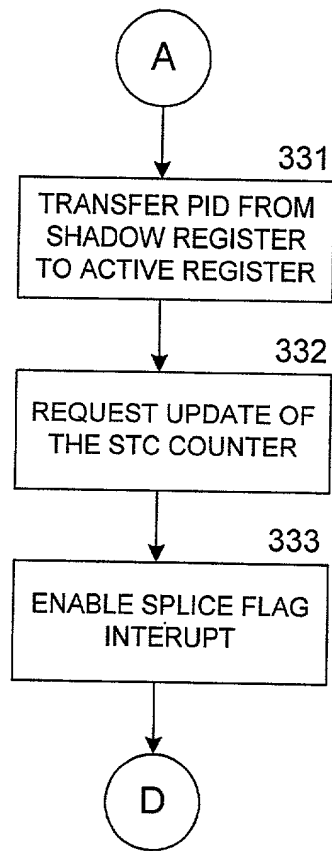 A
331
TRANSFER PID FROM
SHADOW REGISTER
TO ACTIVE REGISTER
332
REQUEST UPDATE OF
THE STC COUNTER
333
ENABLE SPLICE FLAG
INTERUPT
D